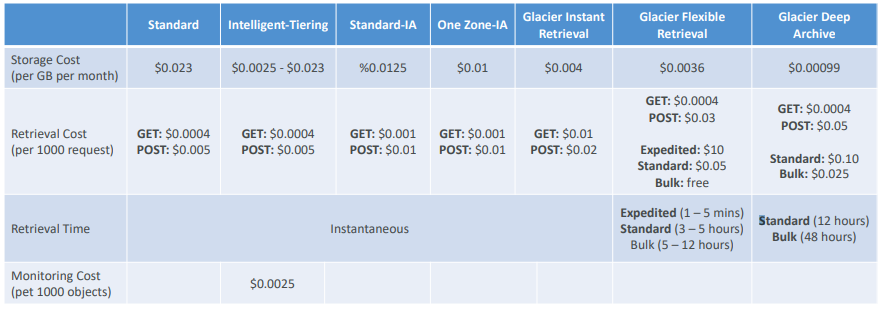 Standard Intelligent-Tiering Standard-IA One Zone-IA Glacier Instant Retrieval Glacier Flexible Retrieval Glacier Deep Archive
Storage Cost
(per GB per month)
$0.023 $0.0025 - $0.023 %0.0125 $0.01 $0.004 $0.0036 $0.00099
Retrieval Cost
(per 1000 request)
GET: $0.0004
POST: $0.005
GET: $0.0004
POST: $0.005
GET: $0.001
POST: $0.01
GET: $0.001
POST: $0.01
GET: $0.01
POST: $0.02
GET: $0.0004
POST: $0.03
Expedited: $10
Standard: $0.05
Bulk: free
GET: $0.0004
POST: $0.05
Standard: $0.10
Bulk: $0.025
Retrieval Time
Instantaneous
Expedited (1 – 5 mins)
Standard (3 – 5 hours)
Bulk (5 – 12 hours)
Standard (12 hours)
Bulk (48 hours)
Monitoring Cost
(pet 1000 objects)
$0.0025